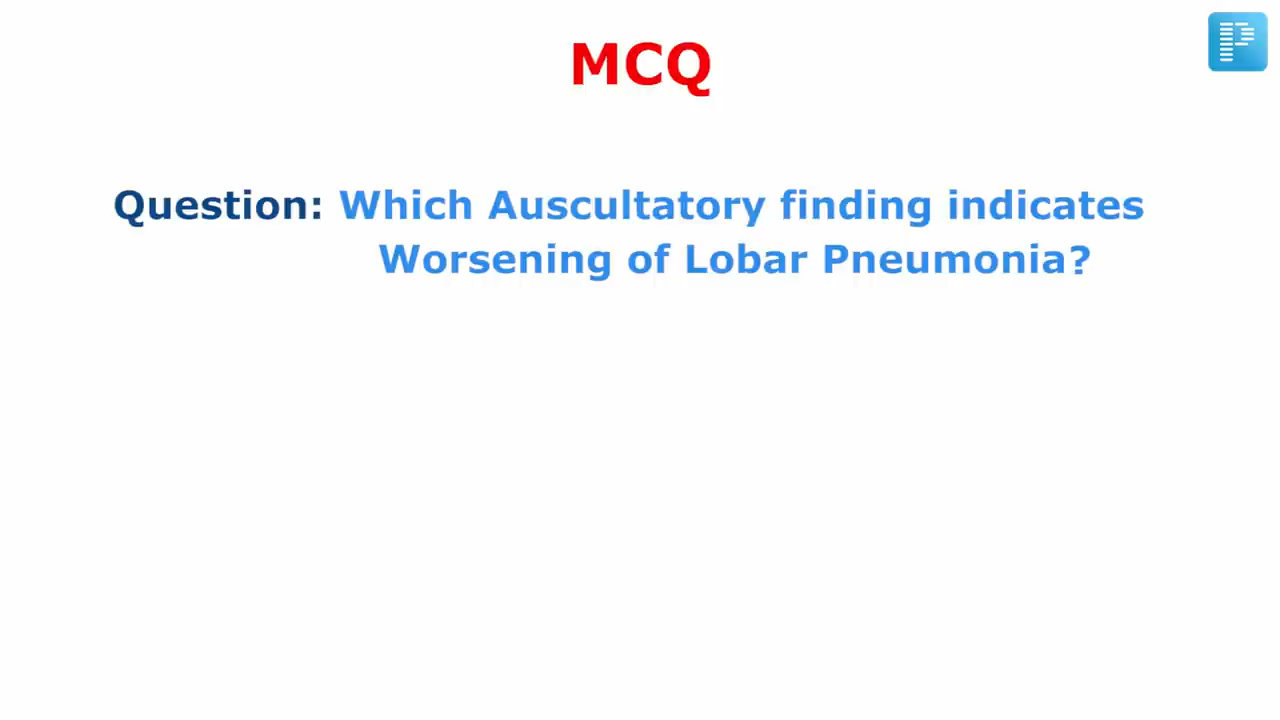 MCQ
Question: Which Auscultatory finding indicates
Worsening of Lobar Pneumonia?